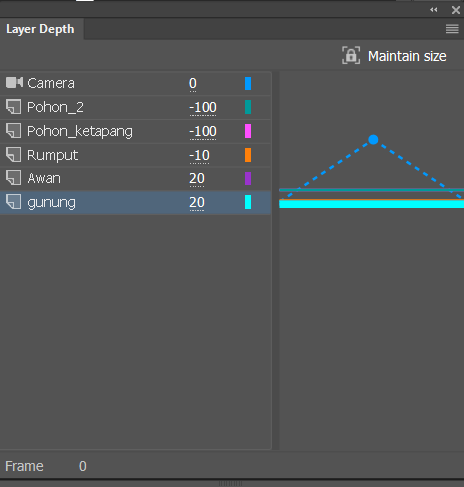 Layer Depth
Maintain size
Camera 0
Pohon_2 -100
Pohon_ketapang -100
Rumput -10
Awan 20
gunung 20
Frame 0